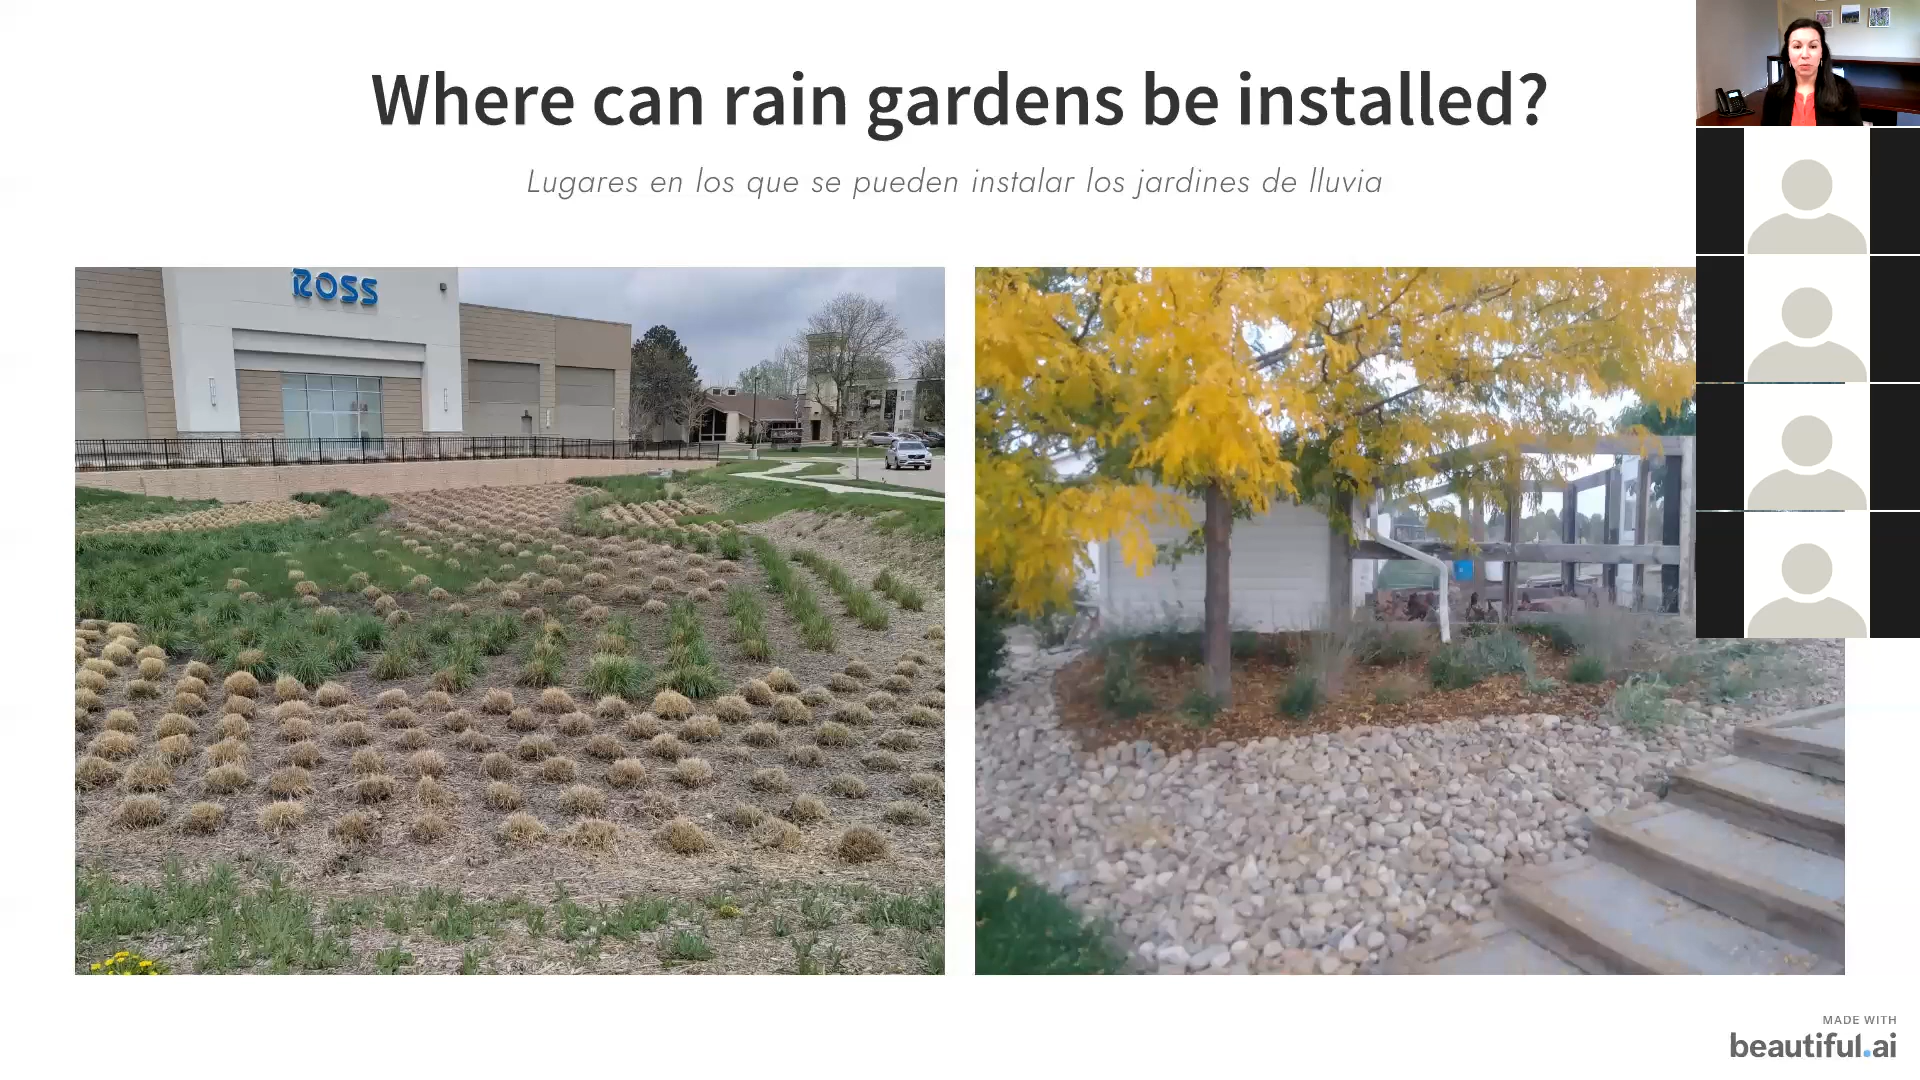 Where can rain gardens be installed?
Lugares en los que se pueden instalar los jardines de lluvia
ROSS
MADE WITH
beautiful.ai